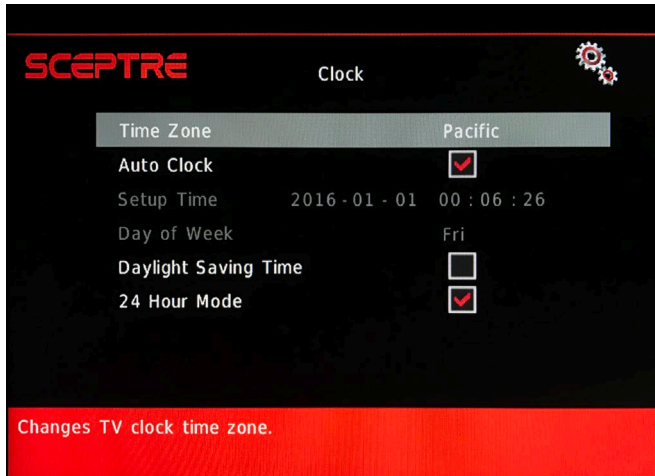 SCEPTRE
Clock
Time Zone Pacific
Auto Clock
Setup Time 2016 - 01 - 01 00 : 06 : 26
Day of Week Fri
Daylight Saving Time
24 Hour Mode
Changes TV clock time zone.